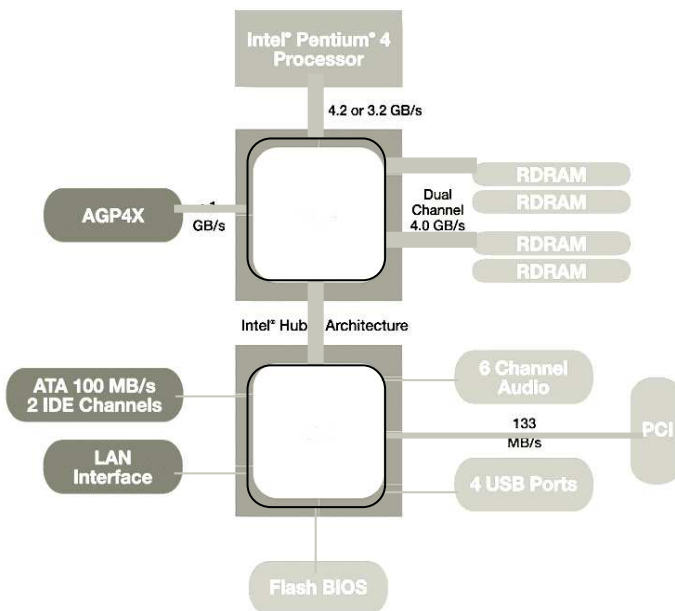 Intel® Pentium® 4
Processor
4.2 or 3.2 GB/s
RDRAM
RDRAM
RDRAM
RDRAM
Dual
Channel
4.0 GB/s
AGP4X
GB/s
Intel® Hub Architecture
ATA 100 MB/s
2 IDE Channels
6 Channel
Audio
133
MB/s
PCI
LAN
Interface
4 USB Ports
Flash BIOS